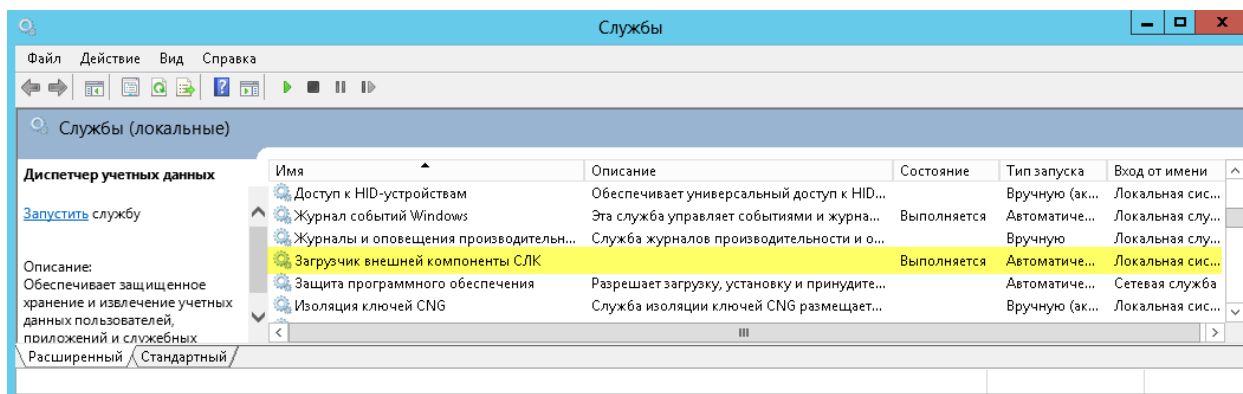 Службы
Файл Действие Вид Справка
Службы (локальные)
Диспетчер учетных данных
Запустить службу
Описание:
Обеспечивает защищенное
хранение и извлечение учетных
данных пользователей,
приложений и служебных
Имя Описание Состояние Тип запуска Вход от имени
Доступ к HID-устройствам Обеспечивает универсальный доступ к HID... Вручную (ак... Локальная сис...
Журнал событий Windows Эта служба управляет событиями и журна... Выполняется Автоматиче... Локальная слу...
Журналы и оповещения производительн... Служба журналов производительности и о... Вручную Локальная слу...
Загрузчик внешней компоненты СЛК Выполняется Автоматиче... Локальная сис...
Защита программного обеспечения Разрешает загрузку, установку и принудите... Автоматиче... Сетевая служба
Изоляция ключей CNG Служба изоляции ключей CNG размещает... Вручную (ак... Локальная сис...
Расширенный Стандартный